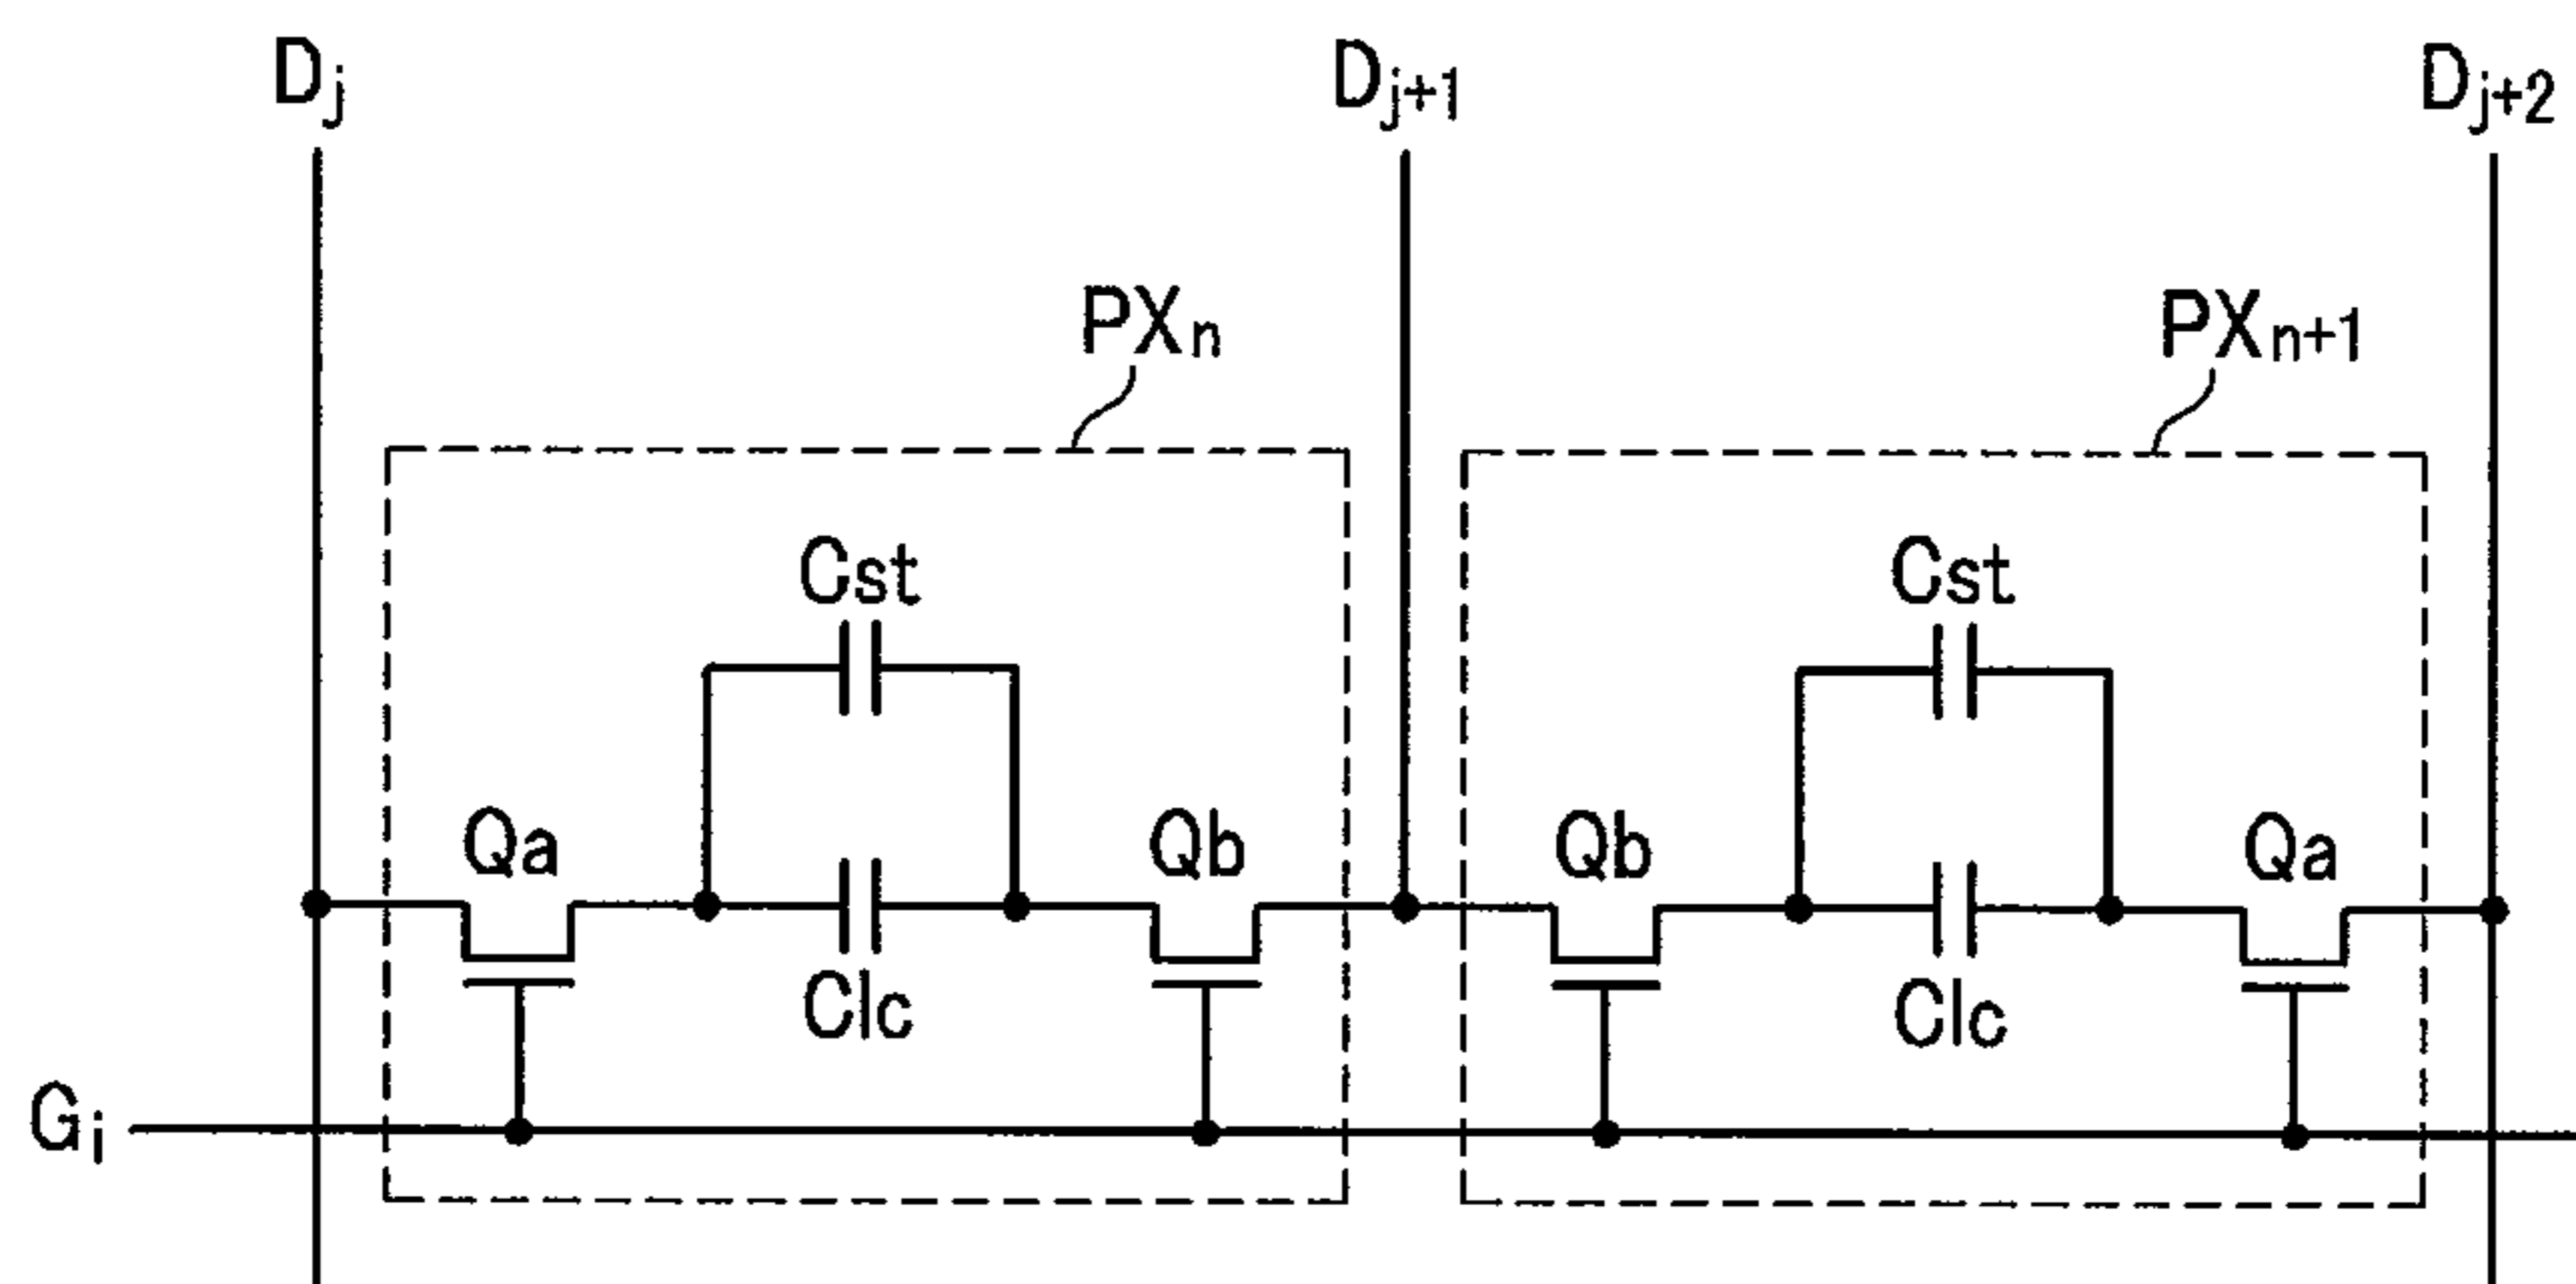 Dj Dj+1 Dj+2
PXn PXn+1
Cst Cst
Qa Qb Qb Qa
Clc Clc
Gi